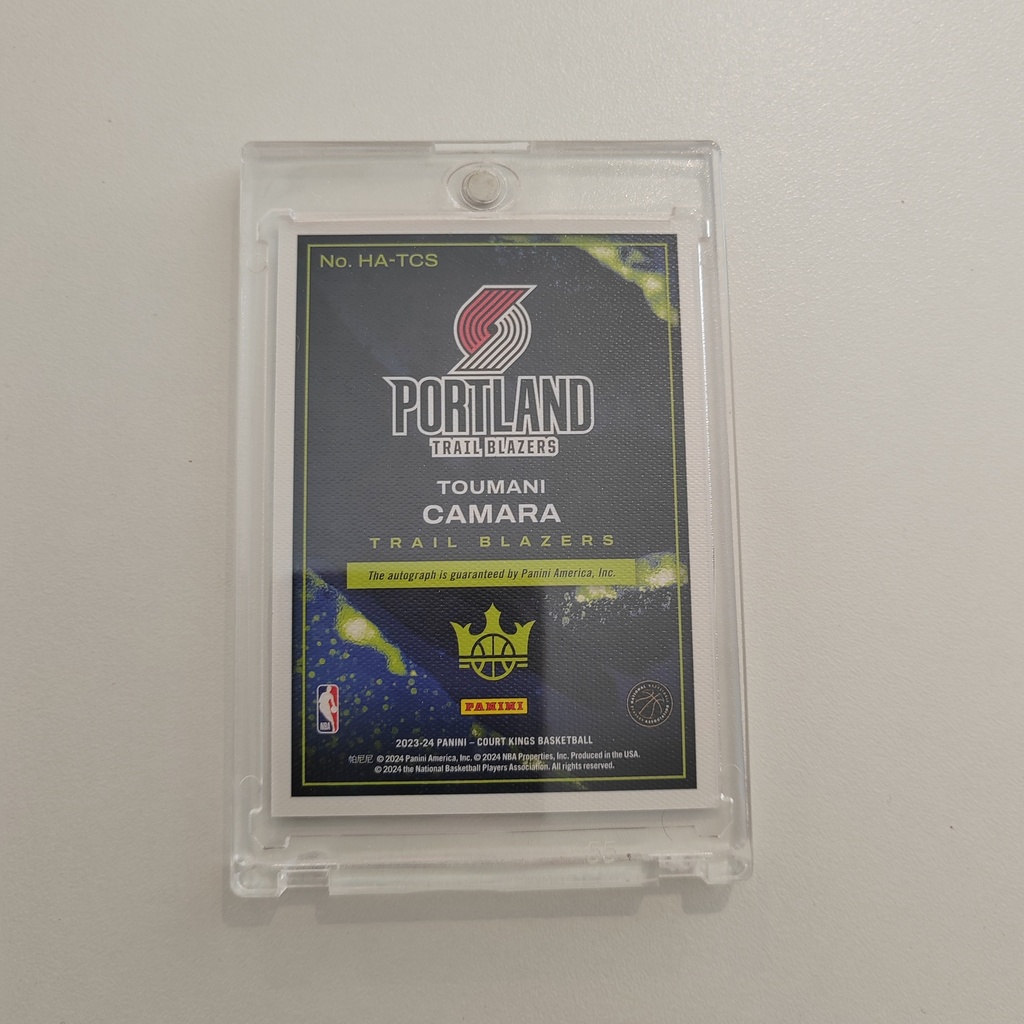 No. HA-TCS
PORTLAND
TRAIL BLAZERS
TOUMANI
CAMARA
TRAIL BLAZERS
The autograph is guaranteed by Panini America, Inc.
PANINI
NBA
2023-24 PANINI – COURT KINGS BASKETBALL
帕尼尼 © 2024 Panini America, Inc. © 2024 NBA Properties, Inc. Produced in the USA.
© 2024 the National Basketball Players Association. All rights reserved.